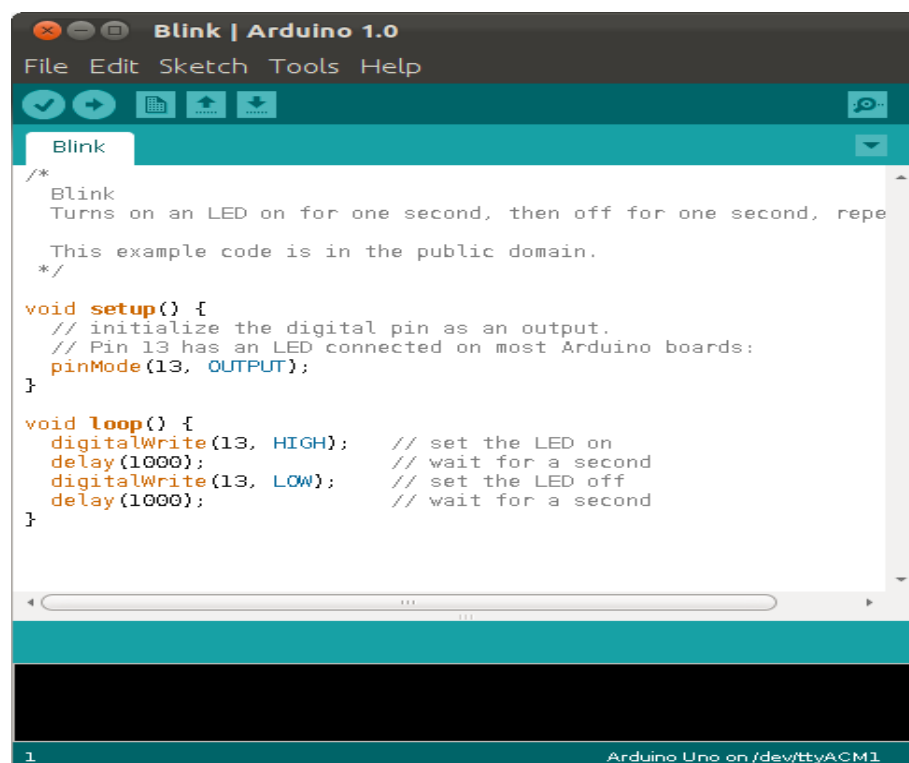 Blink | Arduino 1.0
File Edit Sketch Tools Help
Blink
/*
  Blink
  Turns on an LED on for one second, then off for one second, repe

  This example code is in the public domain.
 */

void setup() {
  // initialize the digital pin as an output.
  // Pin 13 has an LED connected on most Arduino boards:
  pinMode(13, OUTPUT);
}

void loop() {
  digitalWrite(13, HIGH);   // set the LED on
  delay(1000);              // wait for a second
  digitalWrite(13, LOW);    // set the LED off
  delay(1000);              // wait for a second
}
1 Arduino Uno on /dev/ttyACM1